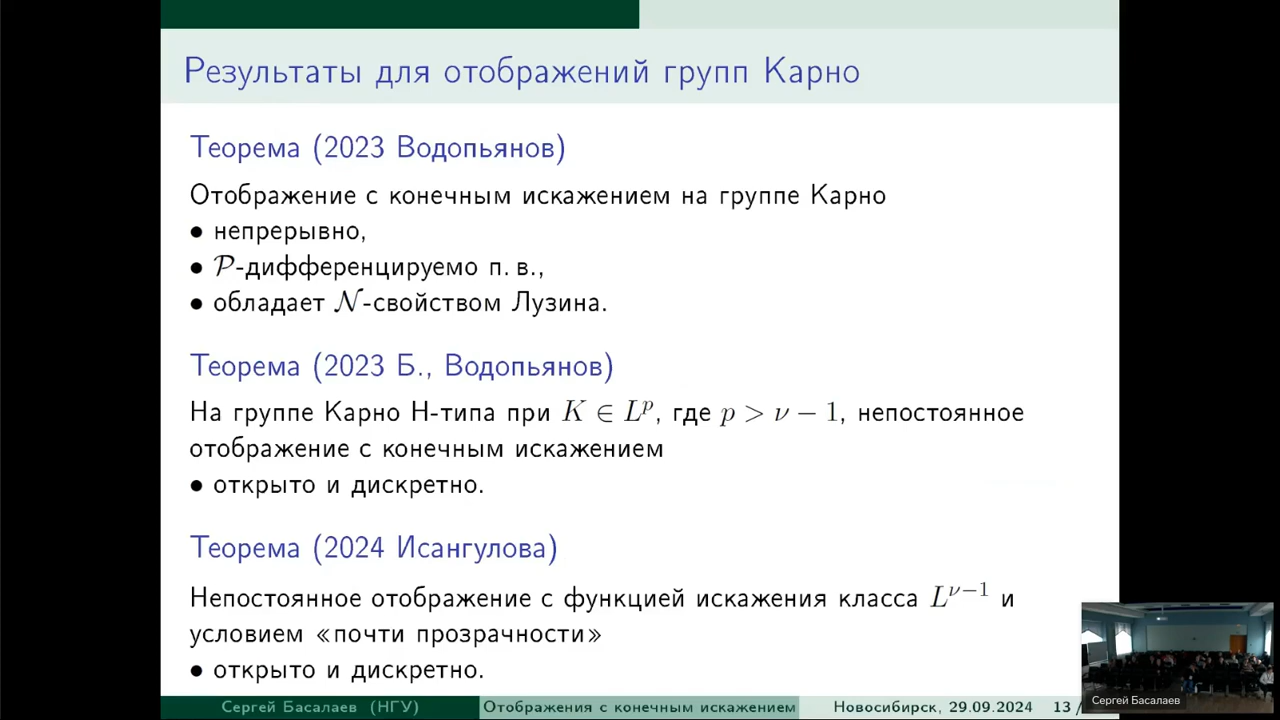 Результаты для отображений групп Карно
Теорема (2023 Водопьянов)
Отображение с конечным искажением на группе Карно
• непрерывно,
• 𝒫-дифференцируемо п. в.,
• обладает 𝒩-свойством Лузина.
Теорема (2023 Б., Водопьянов)
На группе Карно H-типа при K ∈ Lᵖ, где p > ν − 1, непостоянное
отображение с конечным искажением
• открыто и дискретно.
Теорема (2024 Исангулова)
Непостоянное отображение с функцией искажения класса L^{ν−1} и
условием «почти прозрачности»
• открыто и дискретно.
Сергей Басалаев (НГУ) Отображения с конечным искажением Новосибирск, 29.09.2024 13 /
Сергей Басалаев